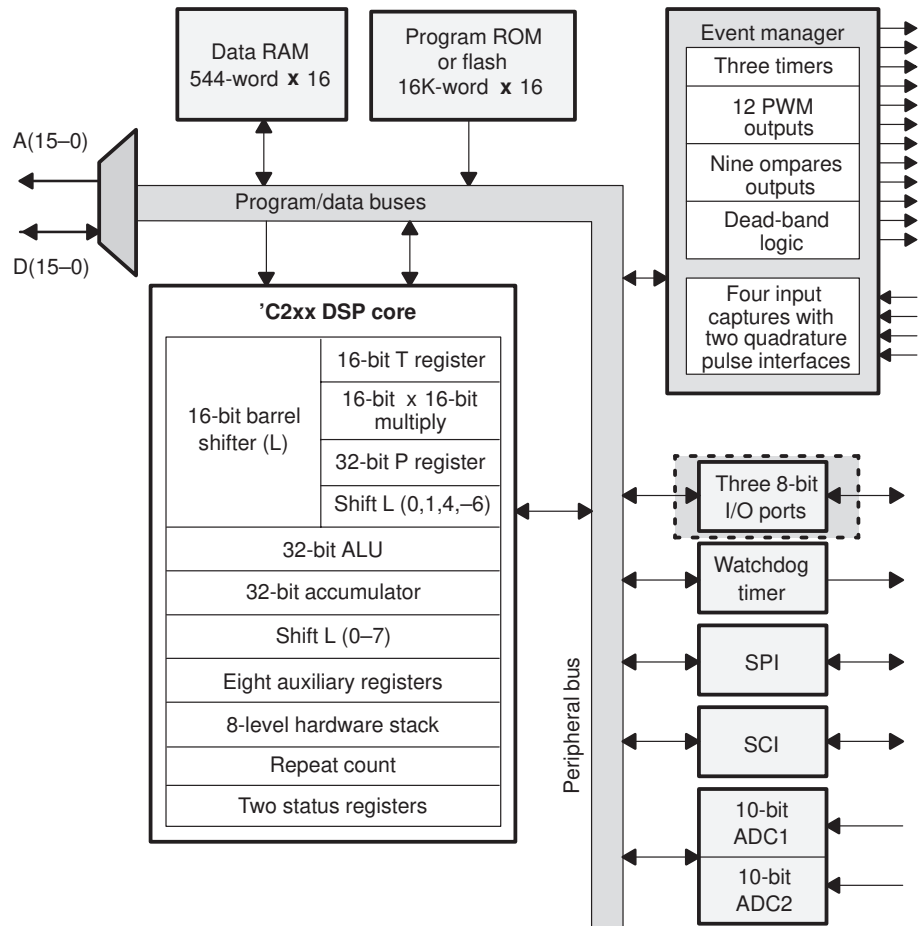 Data RAM
544-word x 16
Program ROM
or flash
16K-word x 16
Event manager
Three timers
12 PWM
outputs
Nine ompares
outputs
Dead-band
logic
Four input
captures with
two quadrature
pulse interfaces
A(15–0)
D(15–0)
Program/data buses
'C2xx DSP core
16-bit barrel
shifter (L)
16-bit T register
16-bit x 16-bit
multiply
32-bit P register
Shift L (0,1,4,–6)
32-bit ALU
32-bit accumulator
Shift L (0–7)
Eight auxiliary registers
8-level hardware stack
Repeat count
Two status registers
Peripheral bus
Three 8-bit
I/O ports
Watchdog
timer
SPI
SCI
10-bit
ADC1
10-bit
ADC2